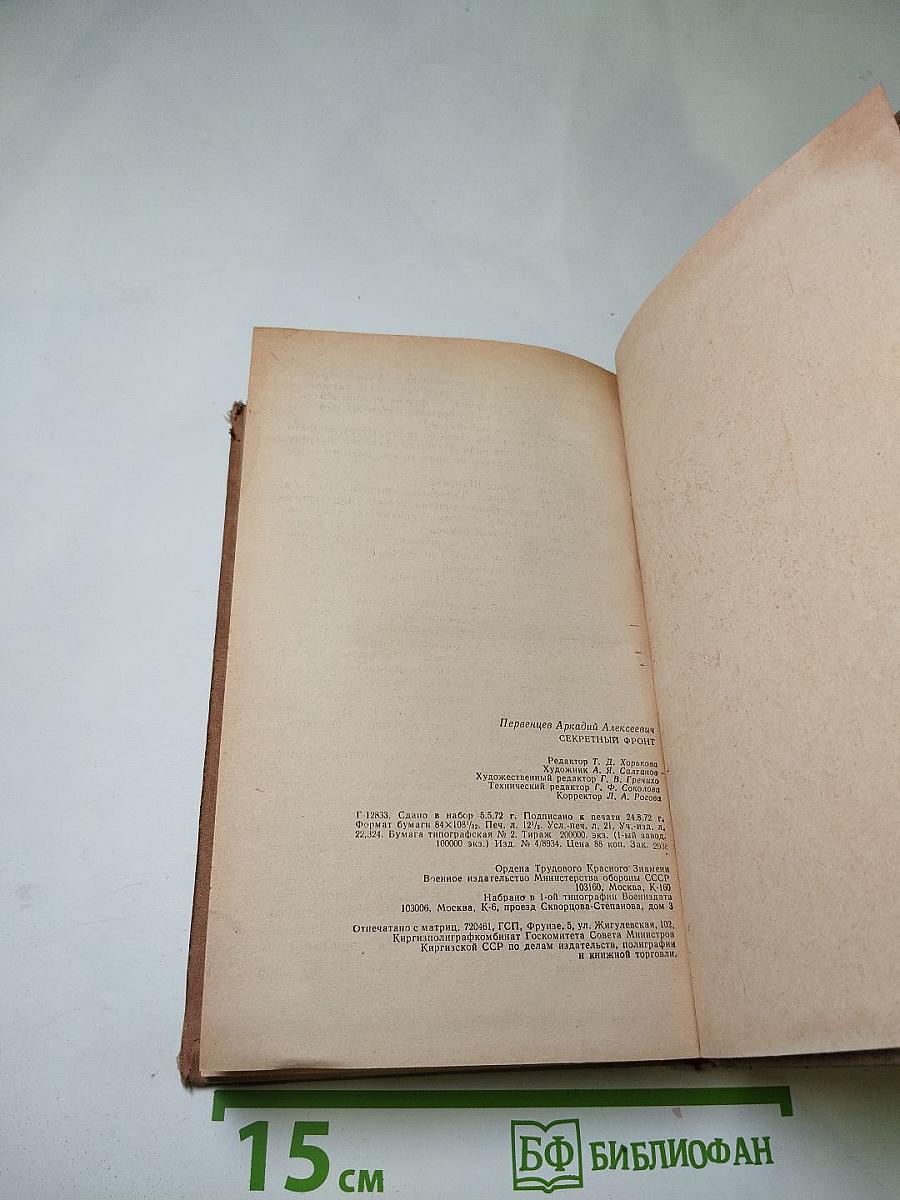 Первенцев Аркадий Алексеевич
СЕКРЕТНЫЙ ФРОНТ
Редактор Т. Д. Хорькова
Художник А. Я. Салтанов
Художественный редактор Г. В. Гречихо
Технический редактор Г. Ф. Соколова
Корректор Л. А. Рогова
Г-12833. Сдано в набор 5.5.72 г. Подписано к печати 24.8.72 г.
Формат бумаги 84×108¹/₃₂. Печ. л. 12¹/₂. Усл.-печ. л. 21, Уч.-изд. л.
22,324. Бумага типографская № 2. Тираж 200000. экз. (1-ый завод.
100000 экз.) Изд. № 4/8934. Цена 88 коп. Зак. 2938
Ордена Трудового Красного Знамени
Военное издательство Министерства обороны СССР
103160, Москва, К-160
Набрано в 1-ой типографии Воениздата
103006, Москва, К-6, проезд Скворцова-Степанова, дом 3
Отпечатано с матриц. 720461, ГСП, Фрунзе, 5, ул. Жигулевская, 102,
Киргизполиграфкомбинат Госкомитета Совета Министров
Киргизской ССР по делам издательств, полиграфии
и книжной торговли.
15 см
БФ БИБЛИОФАН